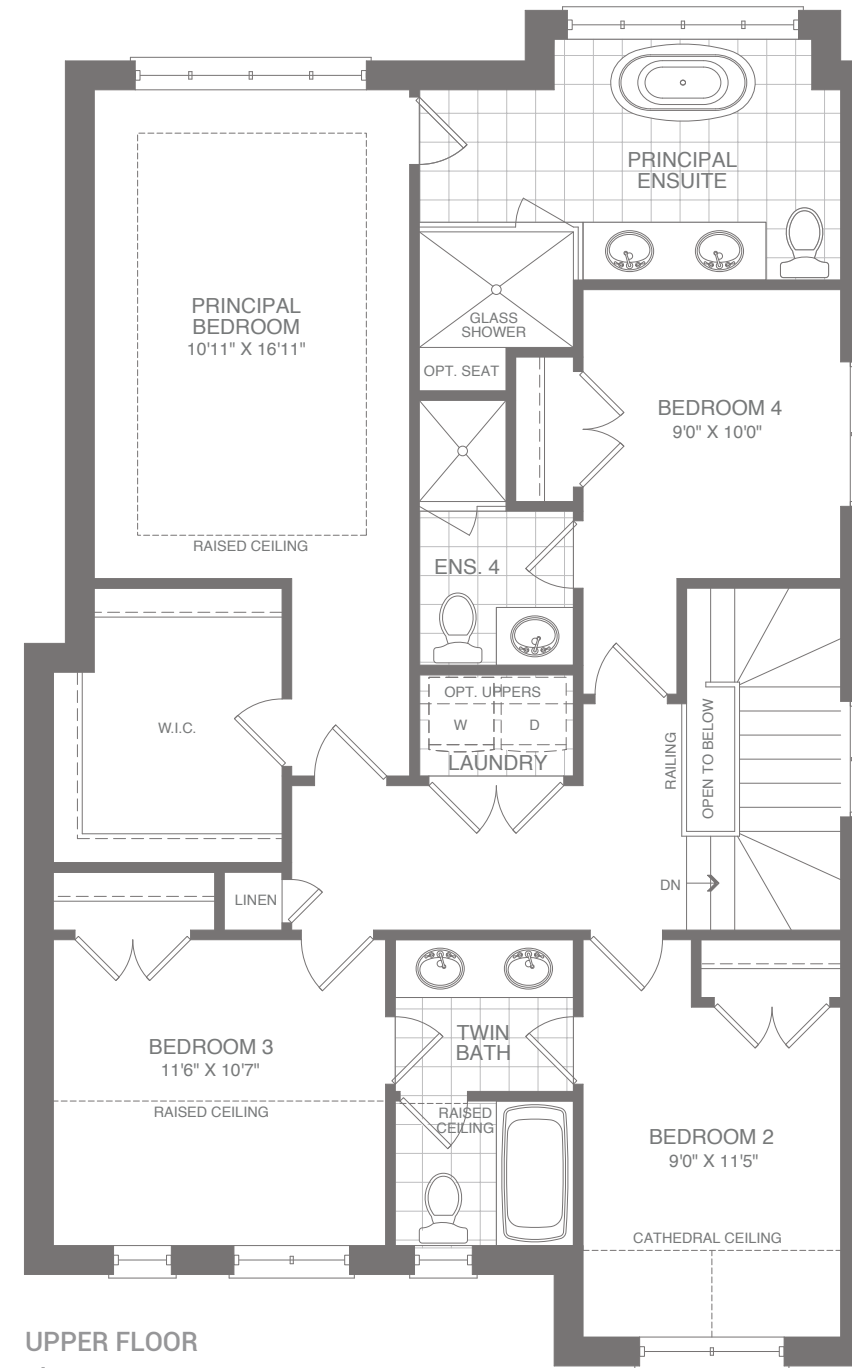 PRINCIPAL
ENSUITE
PRINCIPAL
BEDROOM
10'11" X 16'11"
RAISED CEILING
GLASS
SHOWER
OPT. SEAT
BEDROOM 4
9'0" X 10'0"
ENS. 4
OPT. UPPERS
W
D
LAUNDRY
W.I.C.
RAILING
OPEN TO BELOW
DN
LINEN
BEDROOM 3
11'6" X 10'7"
RAISED CEILING
TWIN
BATH
RAISED
CEILING
BEDROOM 2
9'0" X 11'5"
CATHEDRAL CEILING
UPPER FLOOR